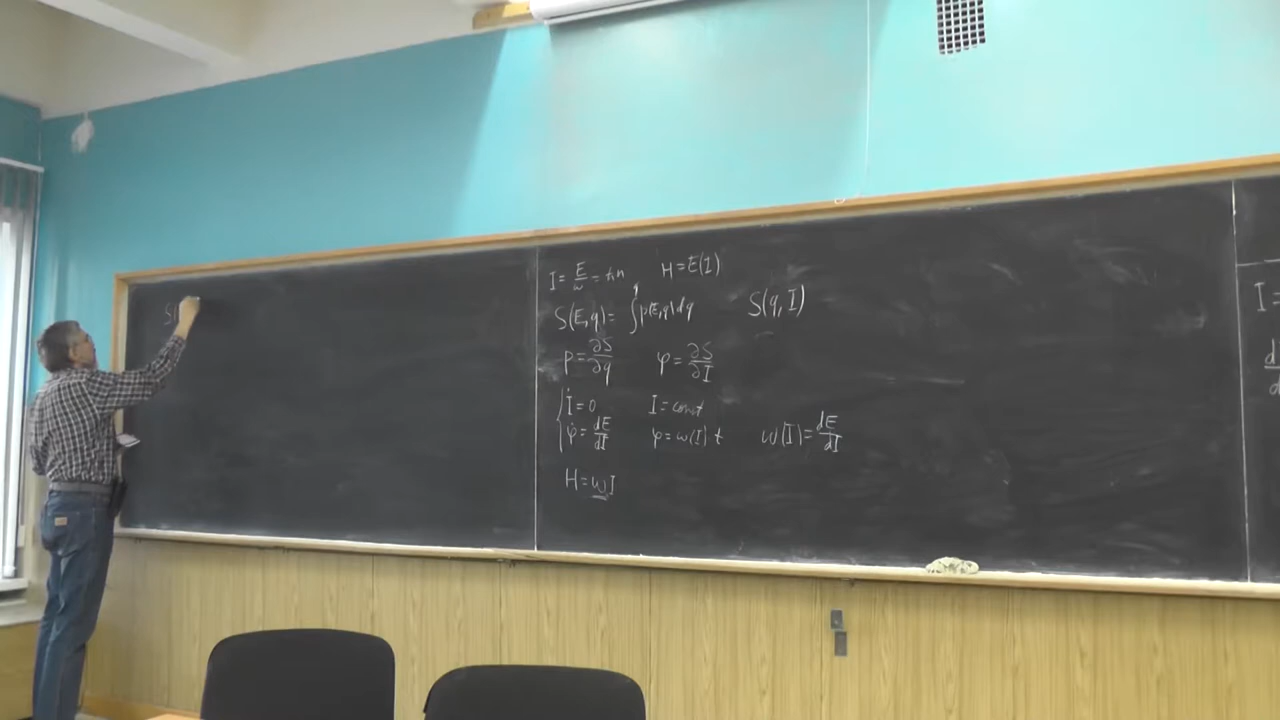 S(
I = E/ω = ℏn H = E(I)
S(E,q) = ∫^q p(E,q)dq S(q,I)
p = ∂S/∂q φ = ∂S/∂I
{ İ = 0 I = const
φ̇ = dE/dI φ = ω(I) t ω(I) = dE/dI
H = ωI
I =
d
d